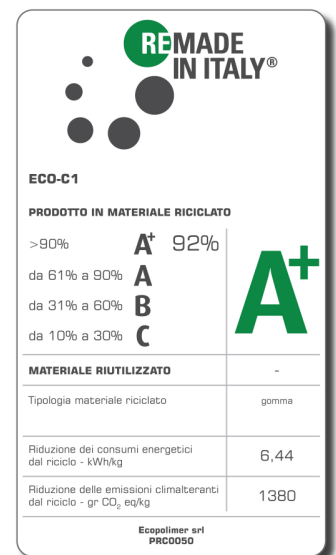 REMADE
IN ITALY®
ECO-C1
PRODOTTO IN MATERIALE RICICLATO
>90% A+ 92%
da 61% a 90% A
da 31% a 60% B
da 10% a 30% C
A+
MATERIALE RIUTILIZZATO -
Tipologia materiale riciclato gomma
Riduzione dei consumi energetici
dal riciclo - kWh/kg 6,44
Riduzione delle emissioni climalteranti
dal riciclo - gr CO₂ eq/kg 1380
Ecopolimer srl
PRC0050